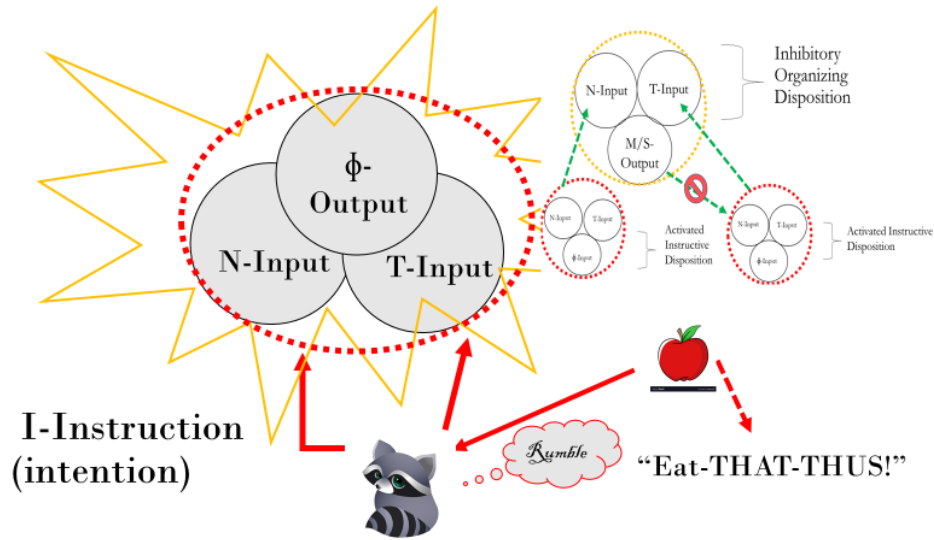 ϕ-
Output
N-Input
T-Input
N-Input
T-Input
M/S-
Output
Inhibitory
Organizing
Disposition
N-Input
T-Input
ϕ-Input
Activated
Instructive
Disposition
N-Input
T-Input
ϕ-Input
Activated Instructive
Disposition
I-Instruction
(intention)
Rumble
“Eat-THAT-THUS!”